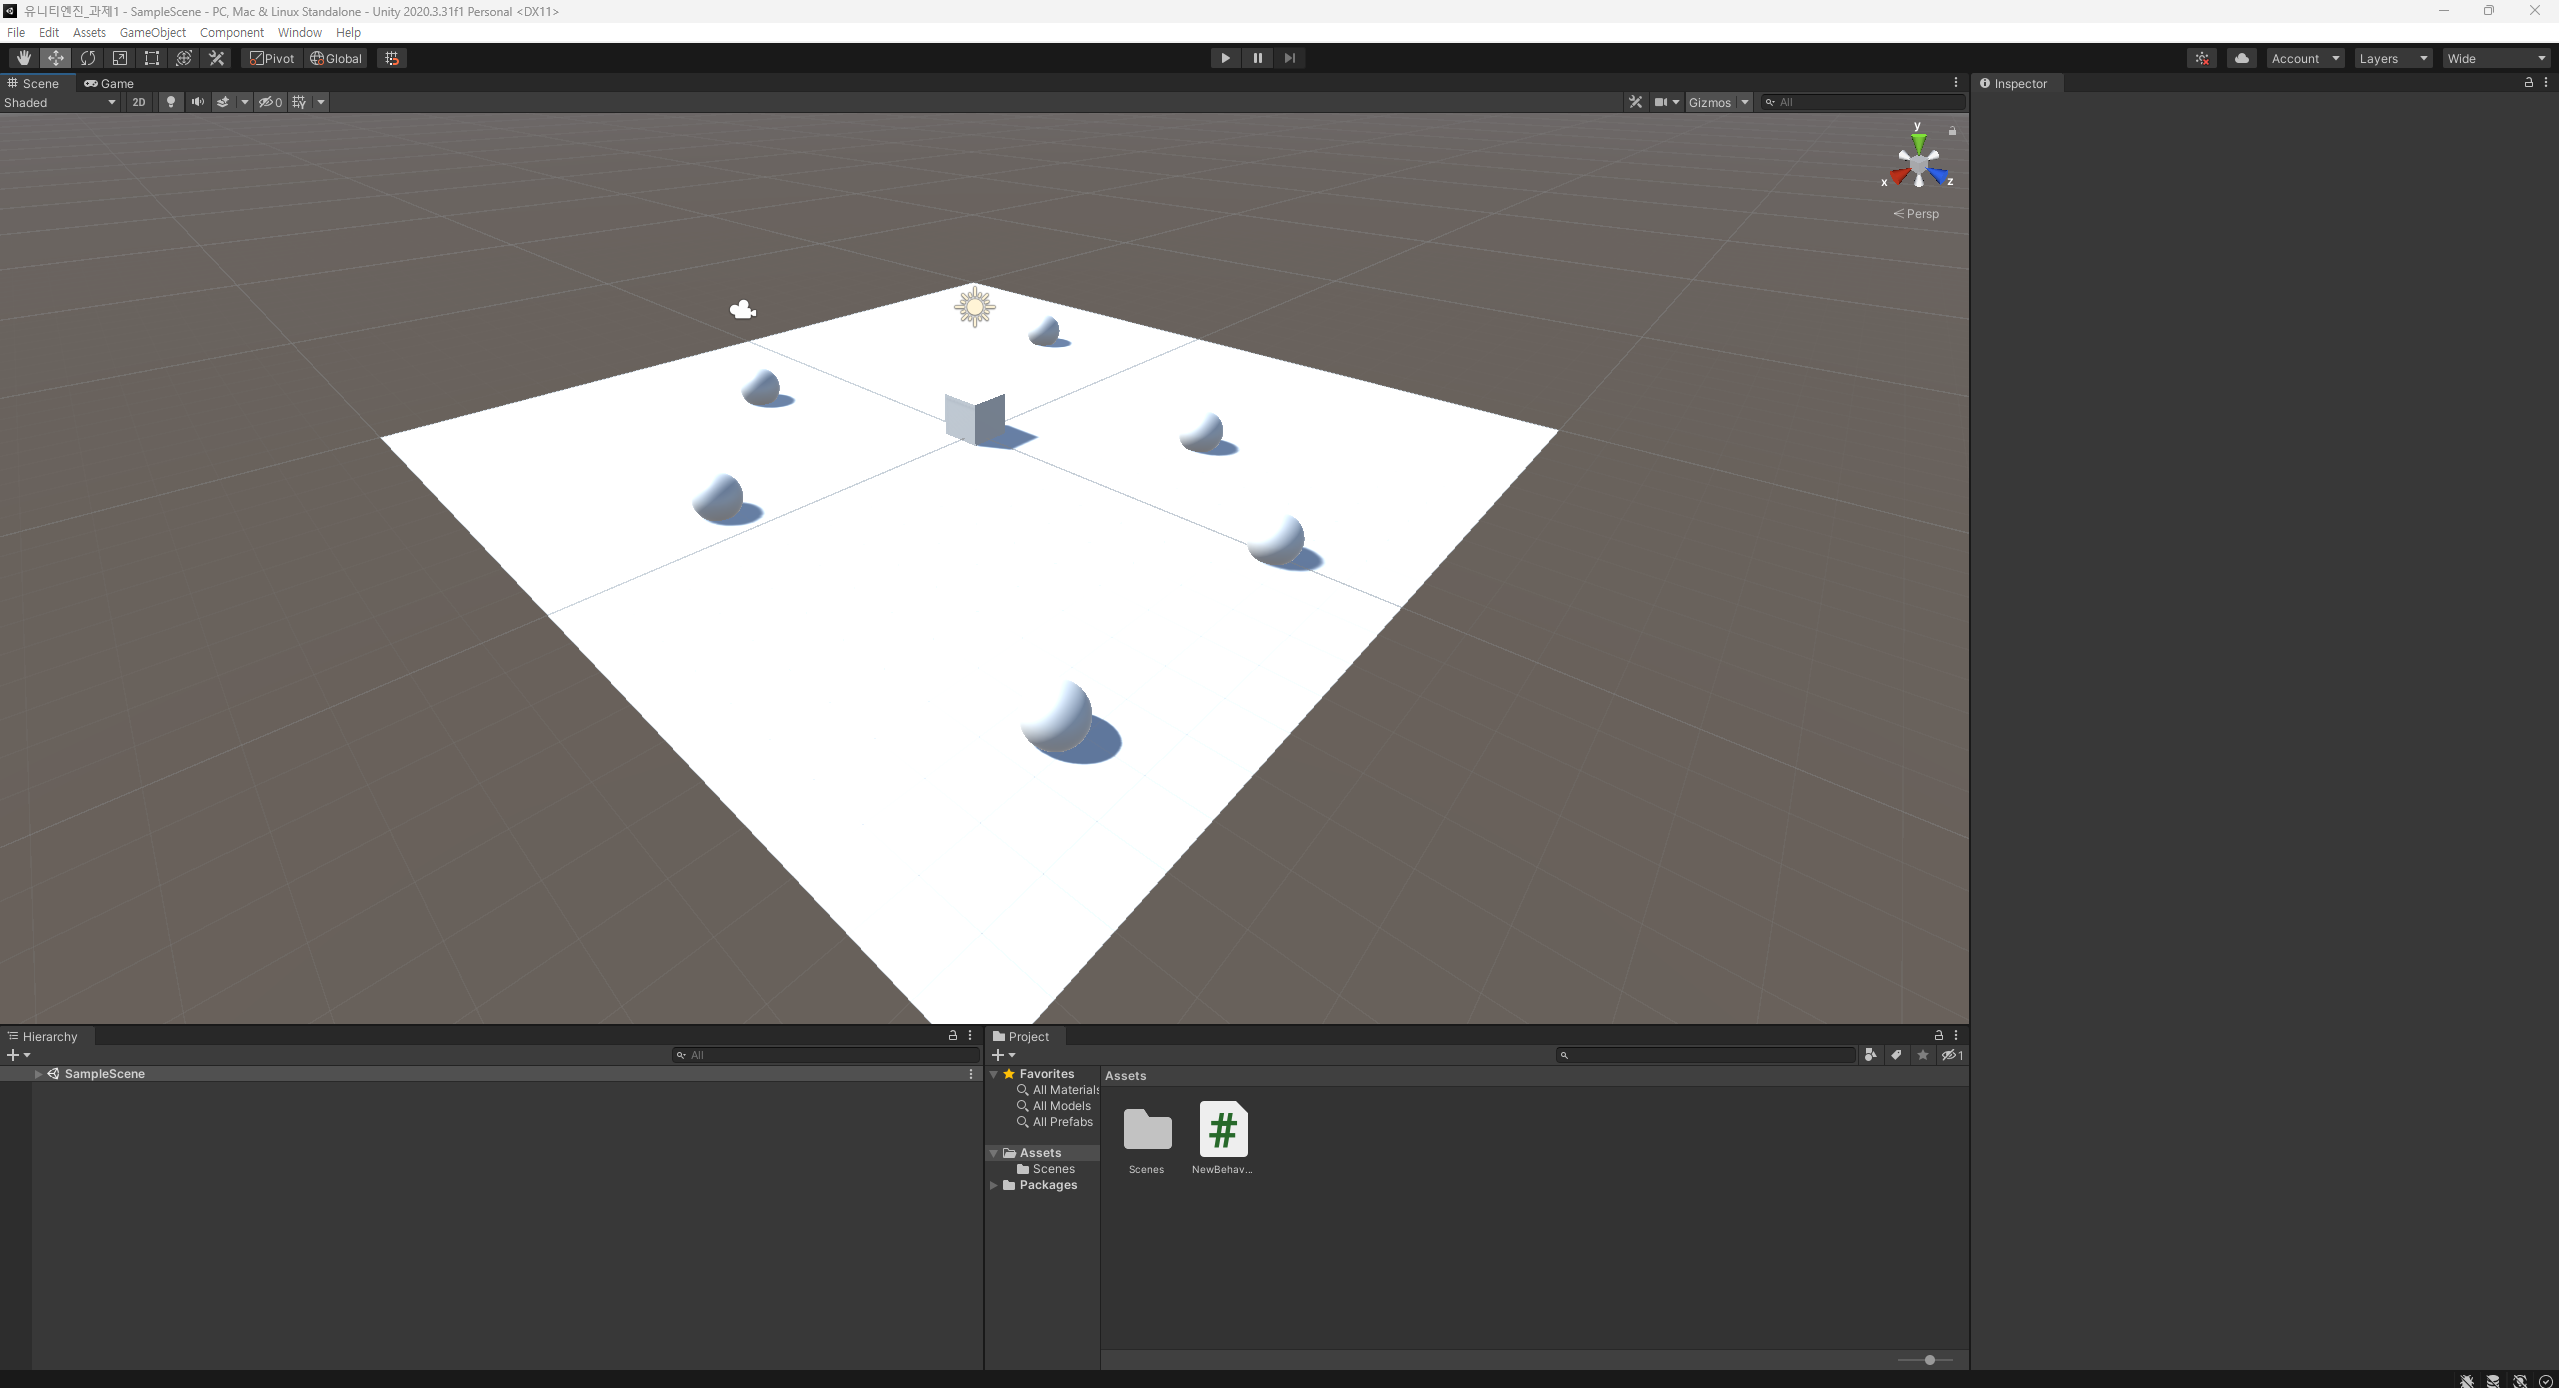 유니티엔진_과제1 - SampleScene - PC, Mac & Linux Standalone - Unity 2020.3.31f1 Personal <DX11>
File Edit Assets GameObject Component Window Help
Pivot Global Account Layers Wide
Scene Game
Inspector
Shaded 2D 0 Gizmos All
y
x z
Persp
Hierarchy
All
SampleScene
Project
1
Favorites
All Materials
All Models
All Prefabs
Assets
Scenes
Packages
Assets
Scenes NewBehav...